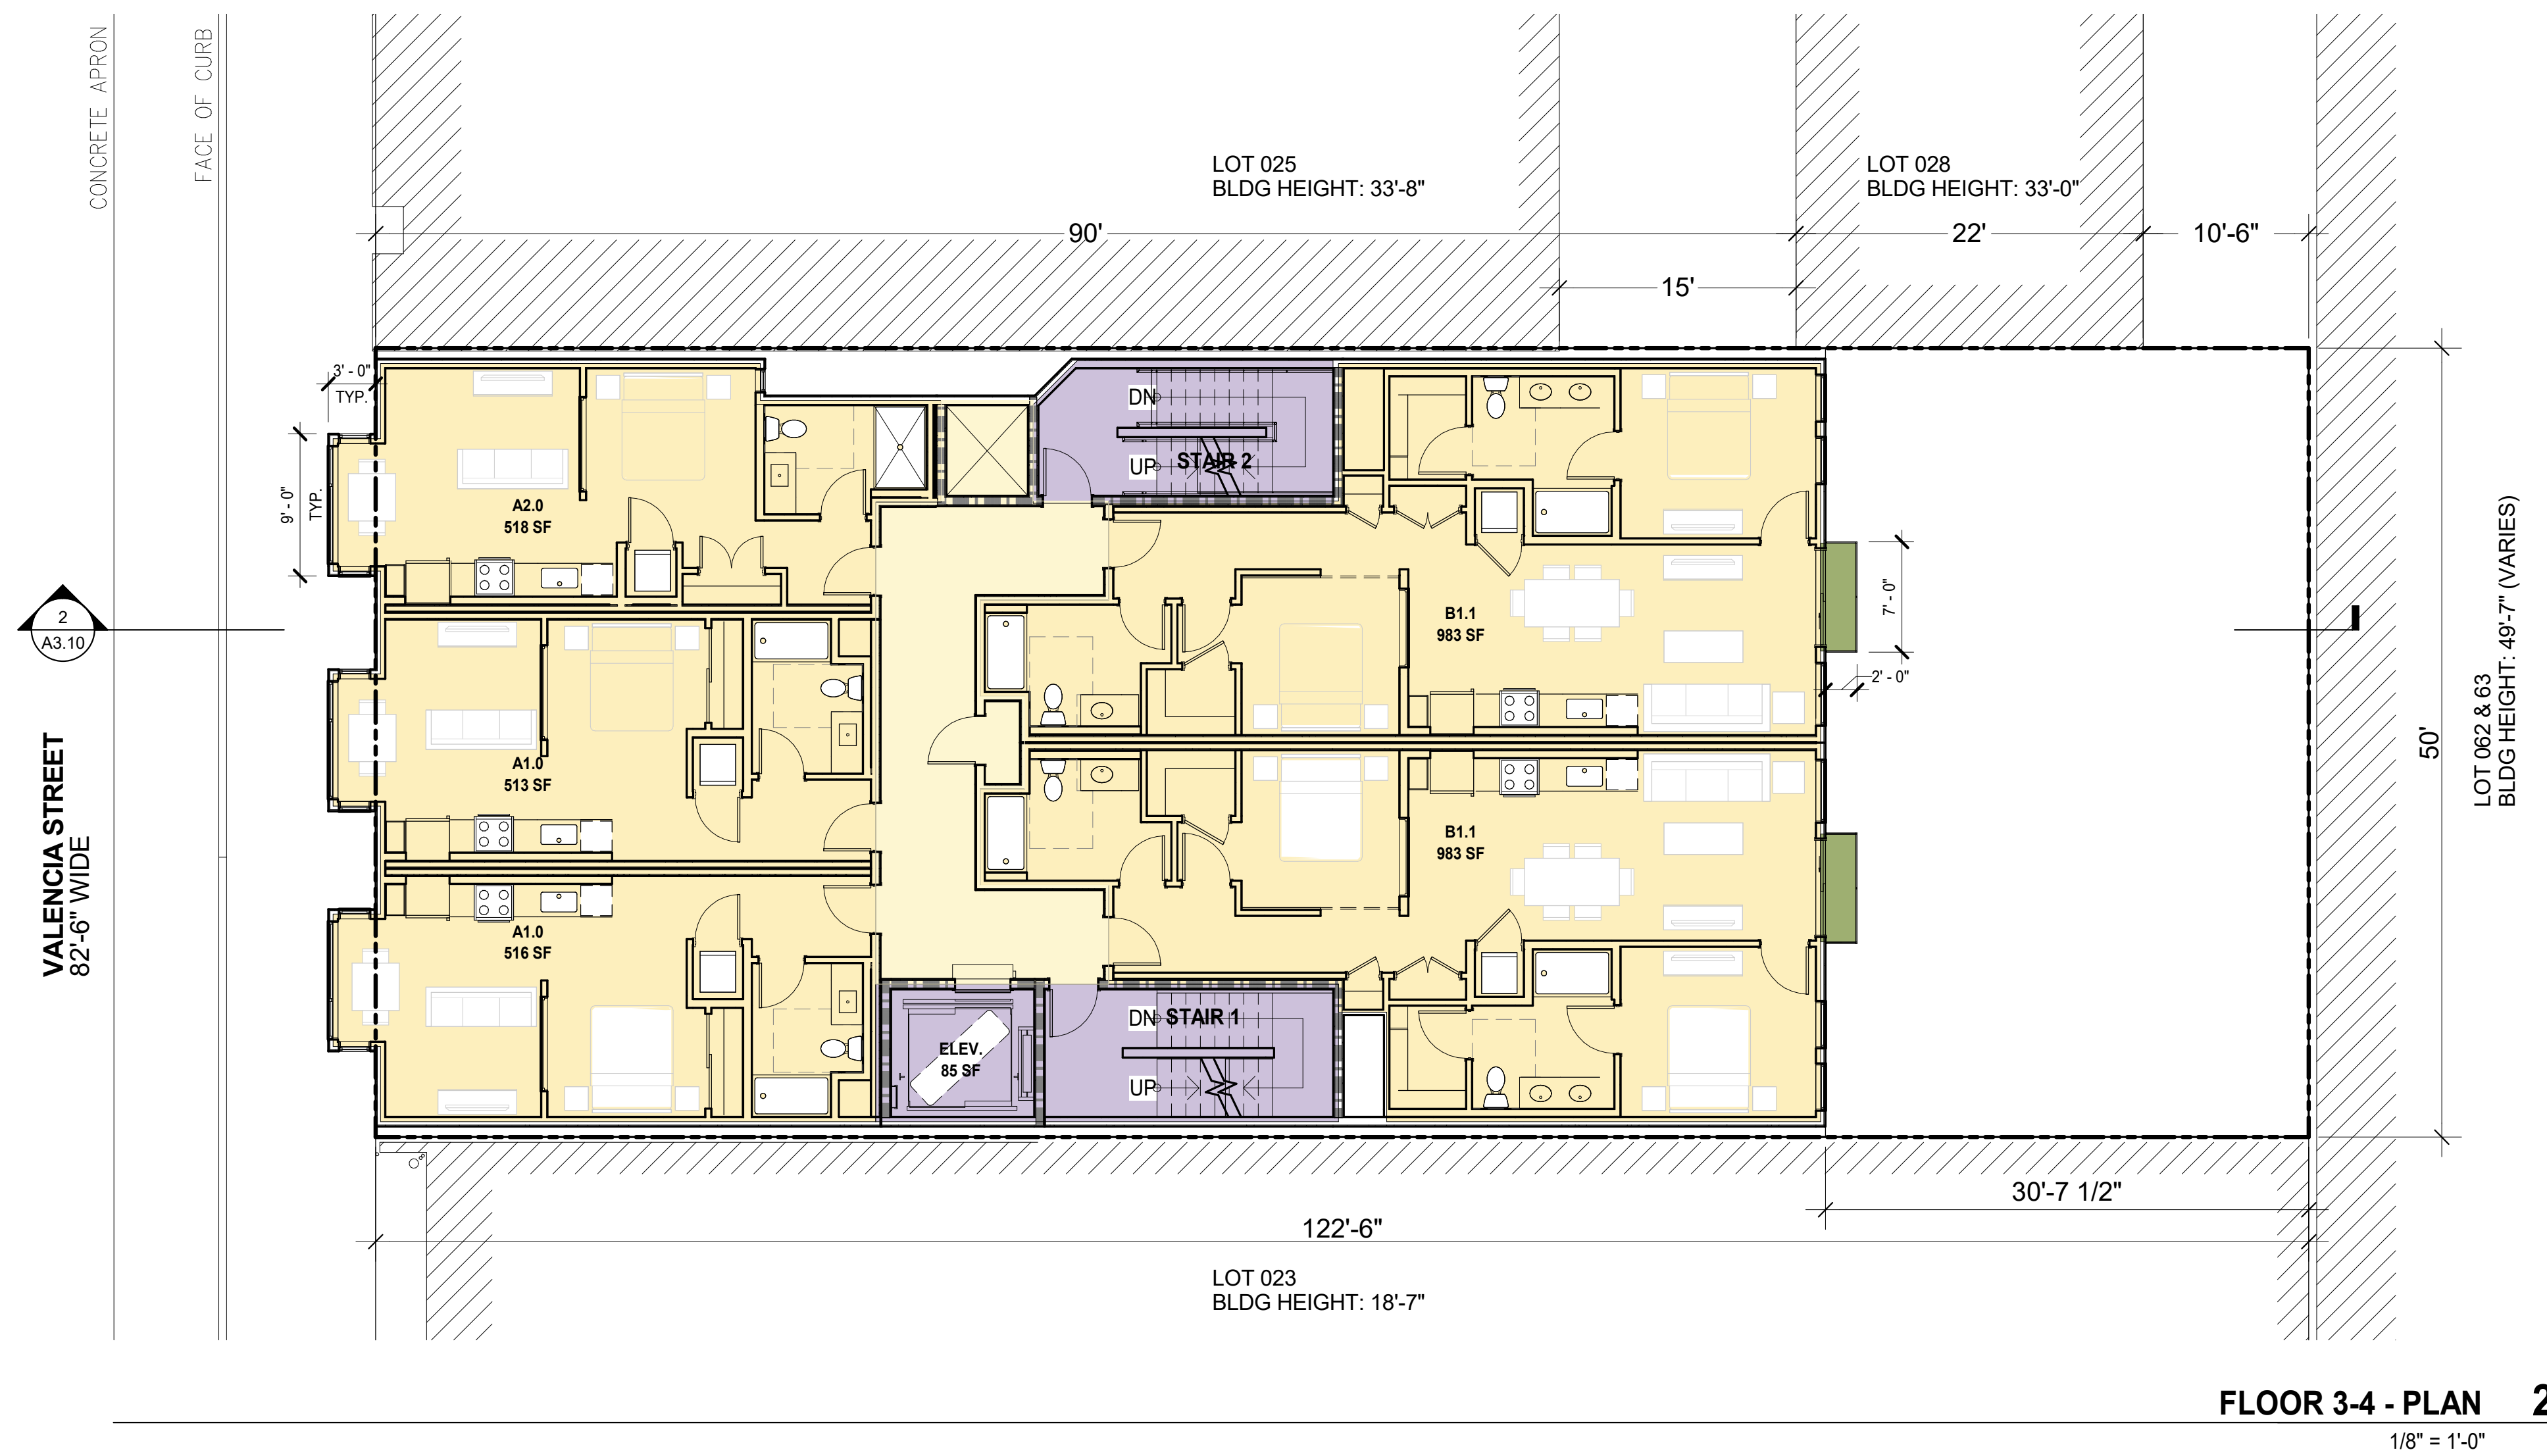 CONCRETE APRON
FACE OF CURB
LOT 025
BLDG HEIGHT: 33'-8"
LOT 028
BLDG HEIGHT: 33'-0"
90'
22'
10'-6"
15'
3' - 0"
TYP.
9' - 0"
TYP.
DN
UP
STAIR 2
A2.0
518 SF
B1.1
983 SF
7' - 0"
2' - 0"
2
A3.10
A1.0
513 SF
VALENCIA STREET
82'-6" WIDE
50'
LOT 062 & 63
BLDG HEIGHT: 49'-7" (VARIES)
B1.1
983 SF
A1.0
516 SF
DN
STAIR 1
UP
ELEV.
85 SF
30'-7 1/2"
122'-6"
LOT 023
BLDG HEIGHT: 18'-7"
FLOOR 3-4 - PLAN 2
1/8" = 1'-0"